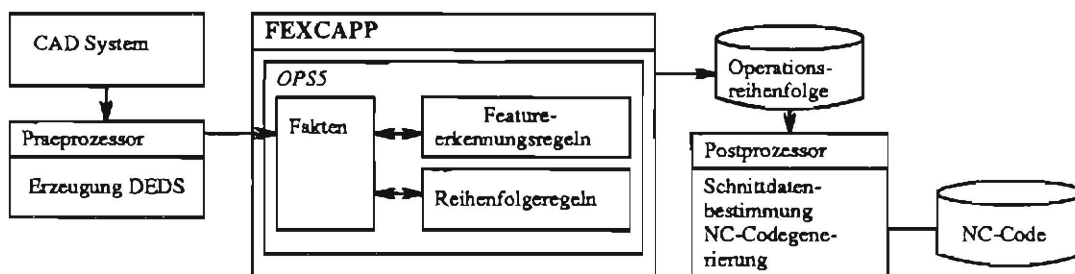 CAD System
Praeprozessor
Erzeugung DEDS
FEXCAPP
OPS5
Fakten
Feature-
erkennungsregeln
Reihenfolgeregeln
Operations-
reihenfolge
Postprozessor
Schnittdaten-
bestimmung
NC-Codegene-
rierung
NC-Code